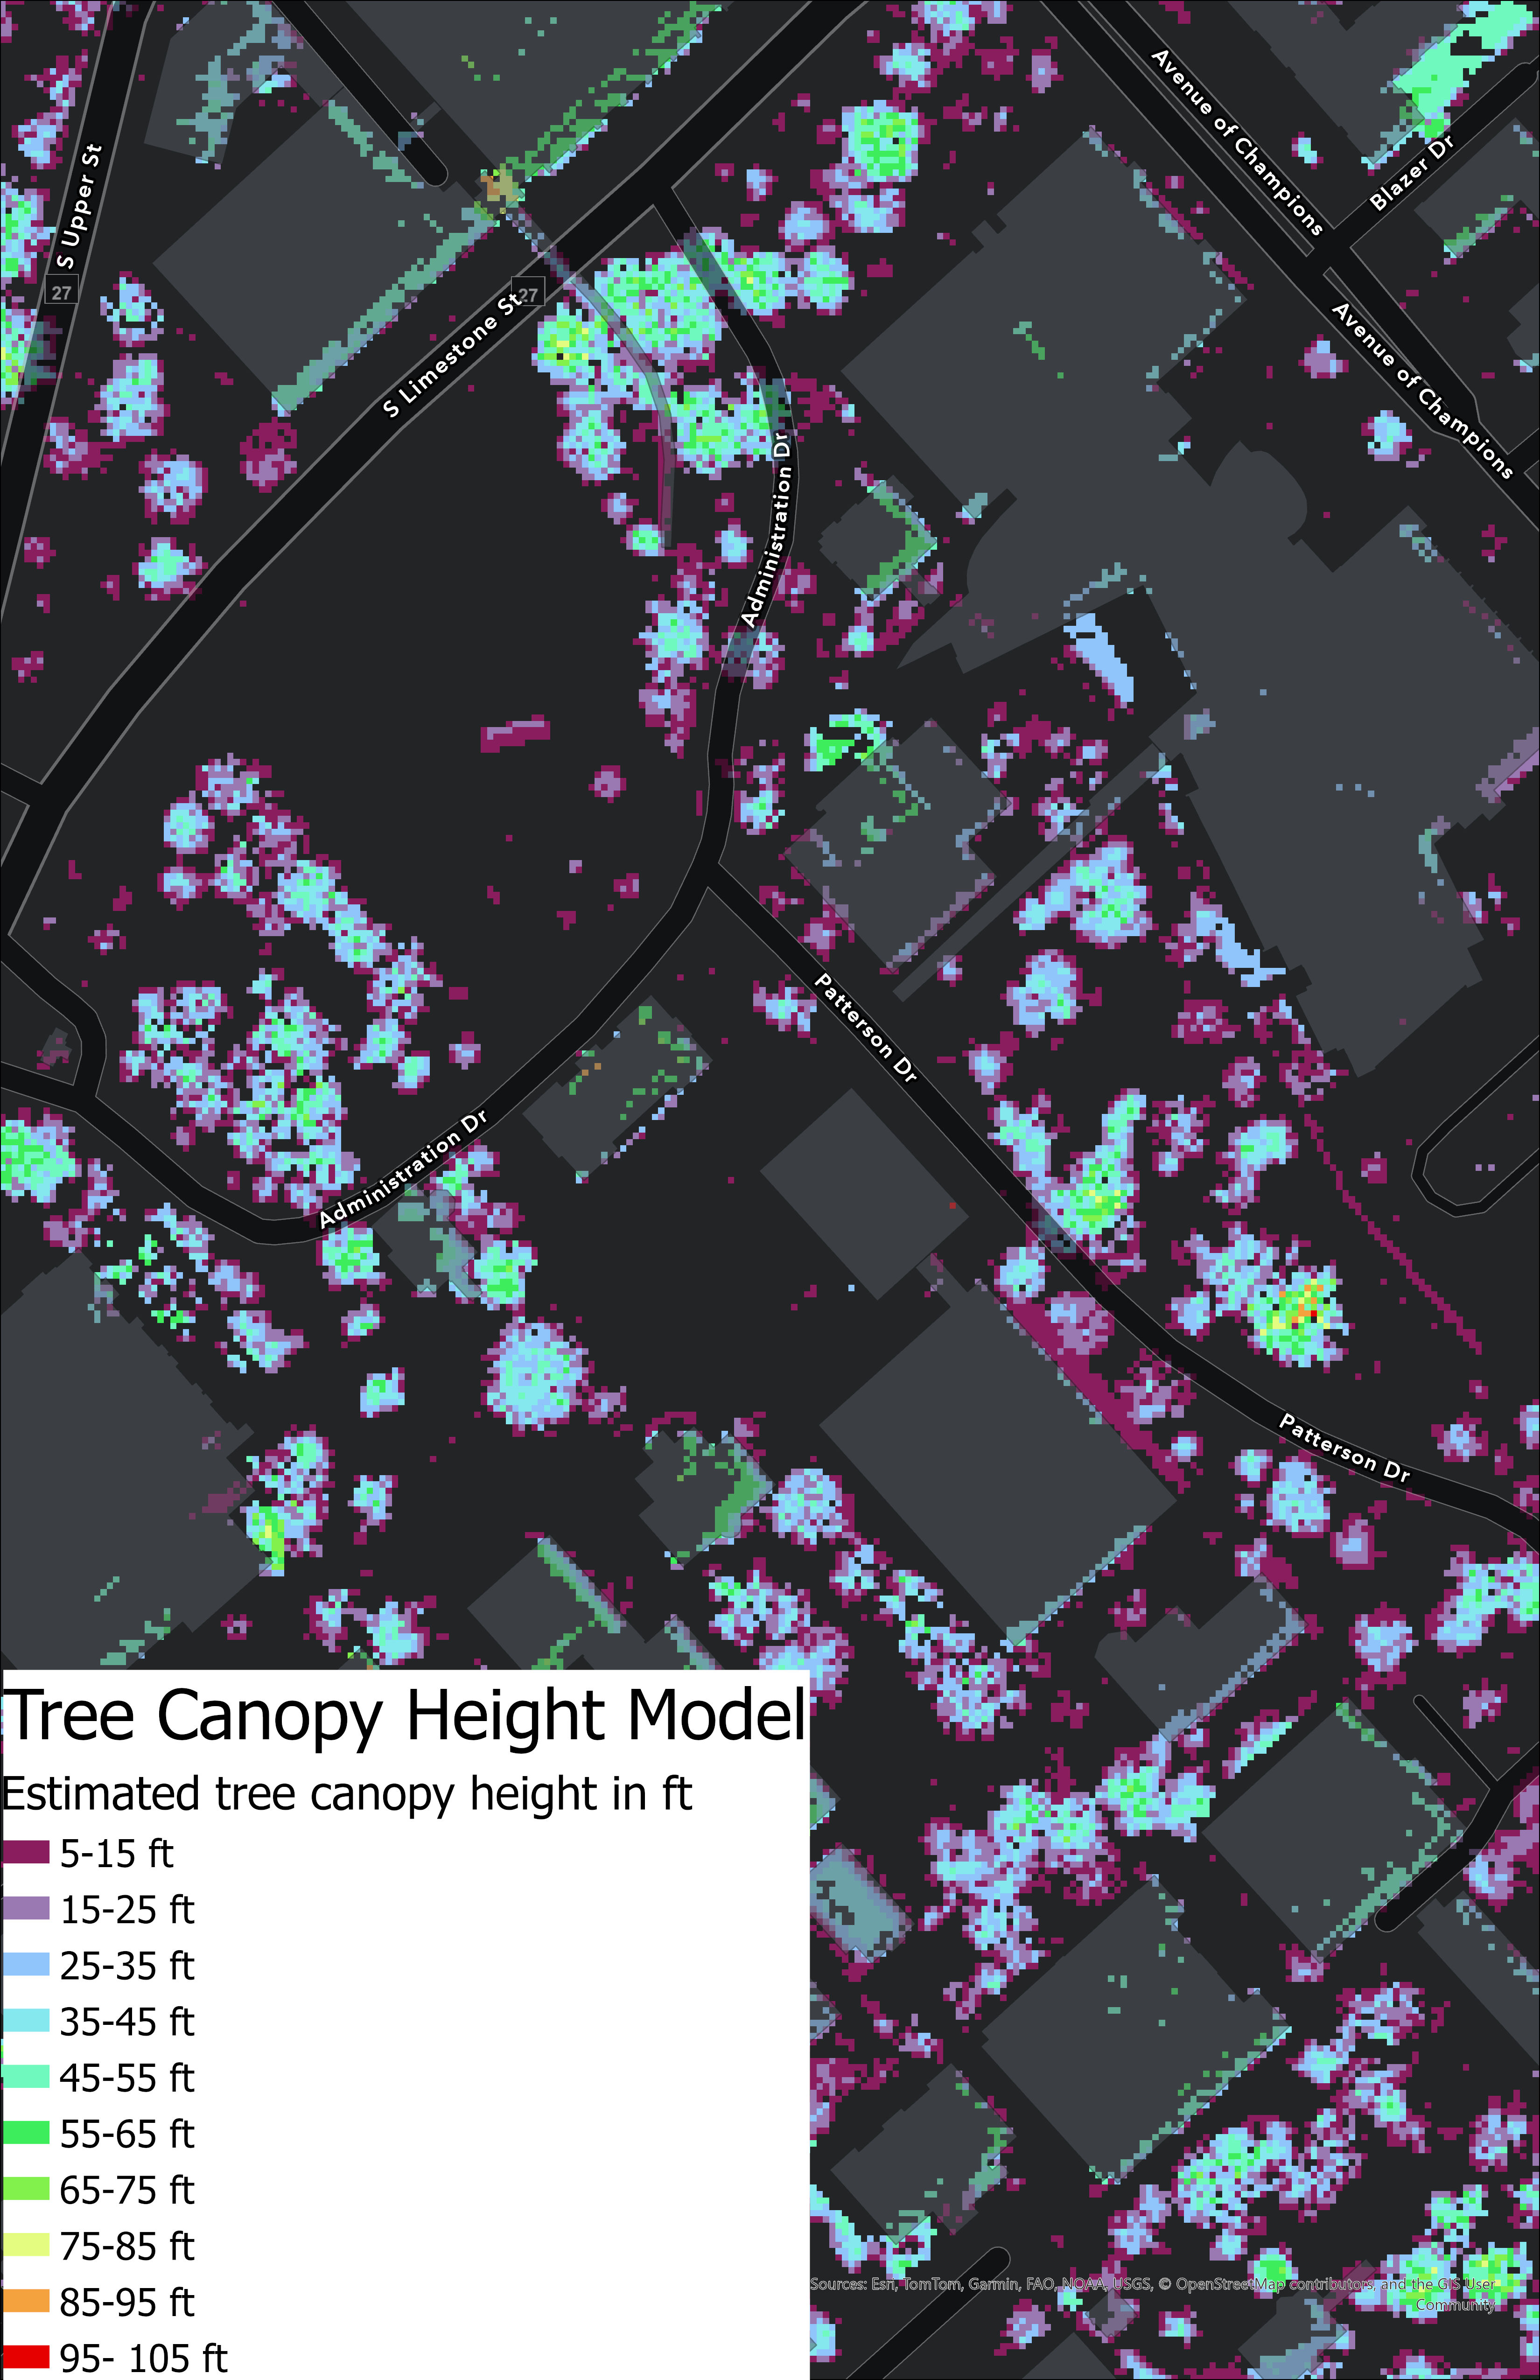 Avenue of Champions
Blazer Dr
S Upper St
27
27
S Limestone St
Avenue of Champions
Administration Dr
Patterson Dr
Administration Dr
Patterson Dr
Tree Canopy Height Model
Estimated tree canopy height in ft
5-15 ft
15-25 ft
25-35 ft
35-45 ft
45-55 ft
55-65 ft
65-75 ft
75-85 ft
85-95 ft
95- 105 ft
Sources: Esri, TomTom, Garmin, FAO, NOAA, USGS, © OpenStreetMap contributors, and the GIS User
Community